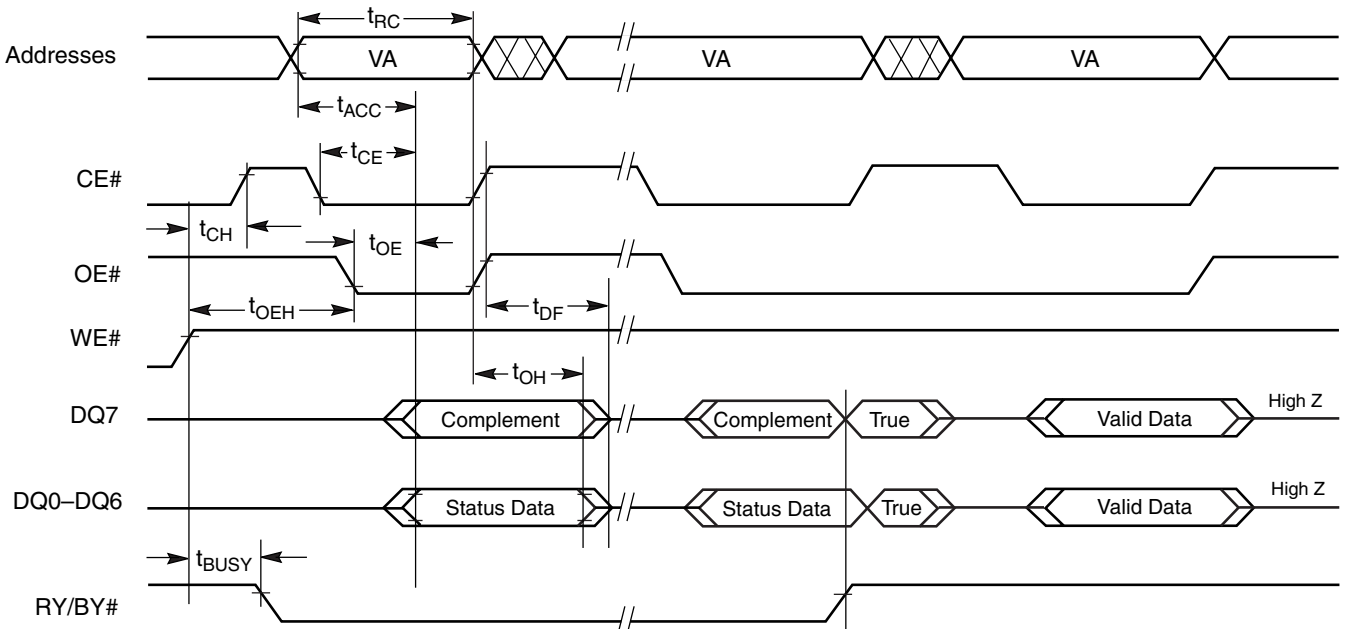 tRC
Addresses VA VA VA
tACC
tCE
CE#
tCH tOE
OE#
tOEH tDF
WE#
tOH
DQ7 Complement Complement True Valid Data High Z
DQ0–DQ6 Status Data Status Data True Valid Data High Z
tBUSY
RY/BY#